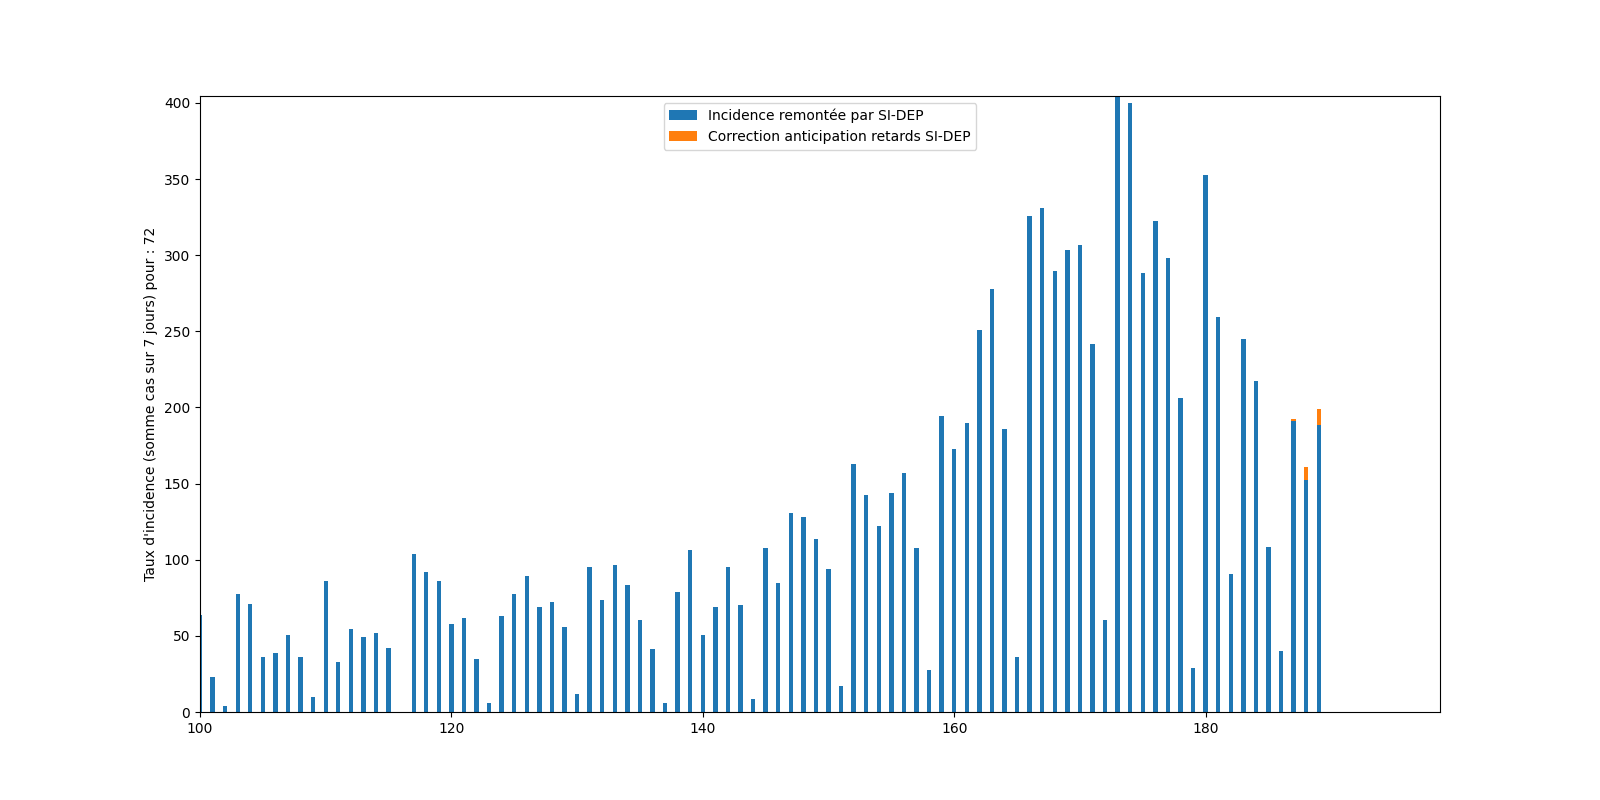 Incidence remontée par SI-DEP
Correction anticipation retards SI-DEP
Taux d'incidence (somme cas sur 7 jours) pour : 72
400
350
300
250
200
150
100
50
0
100 120 140 160 180